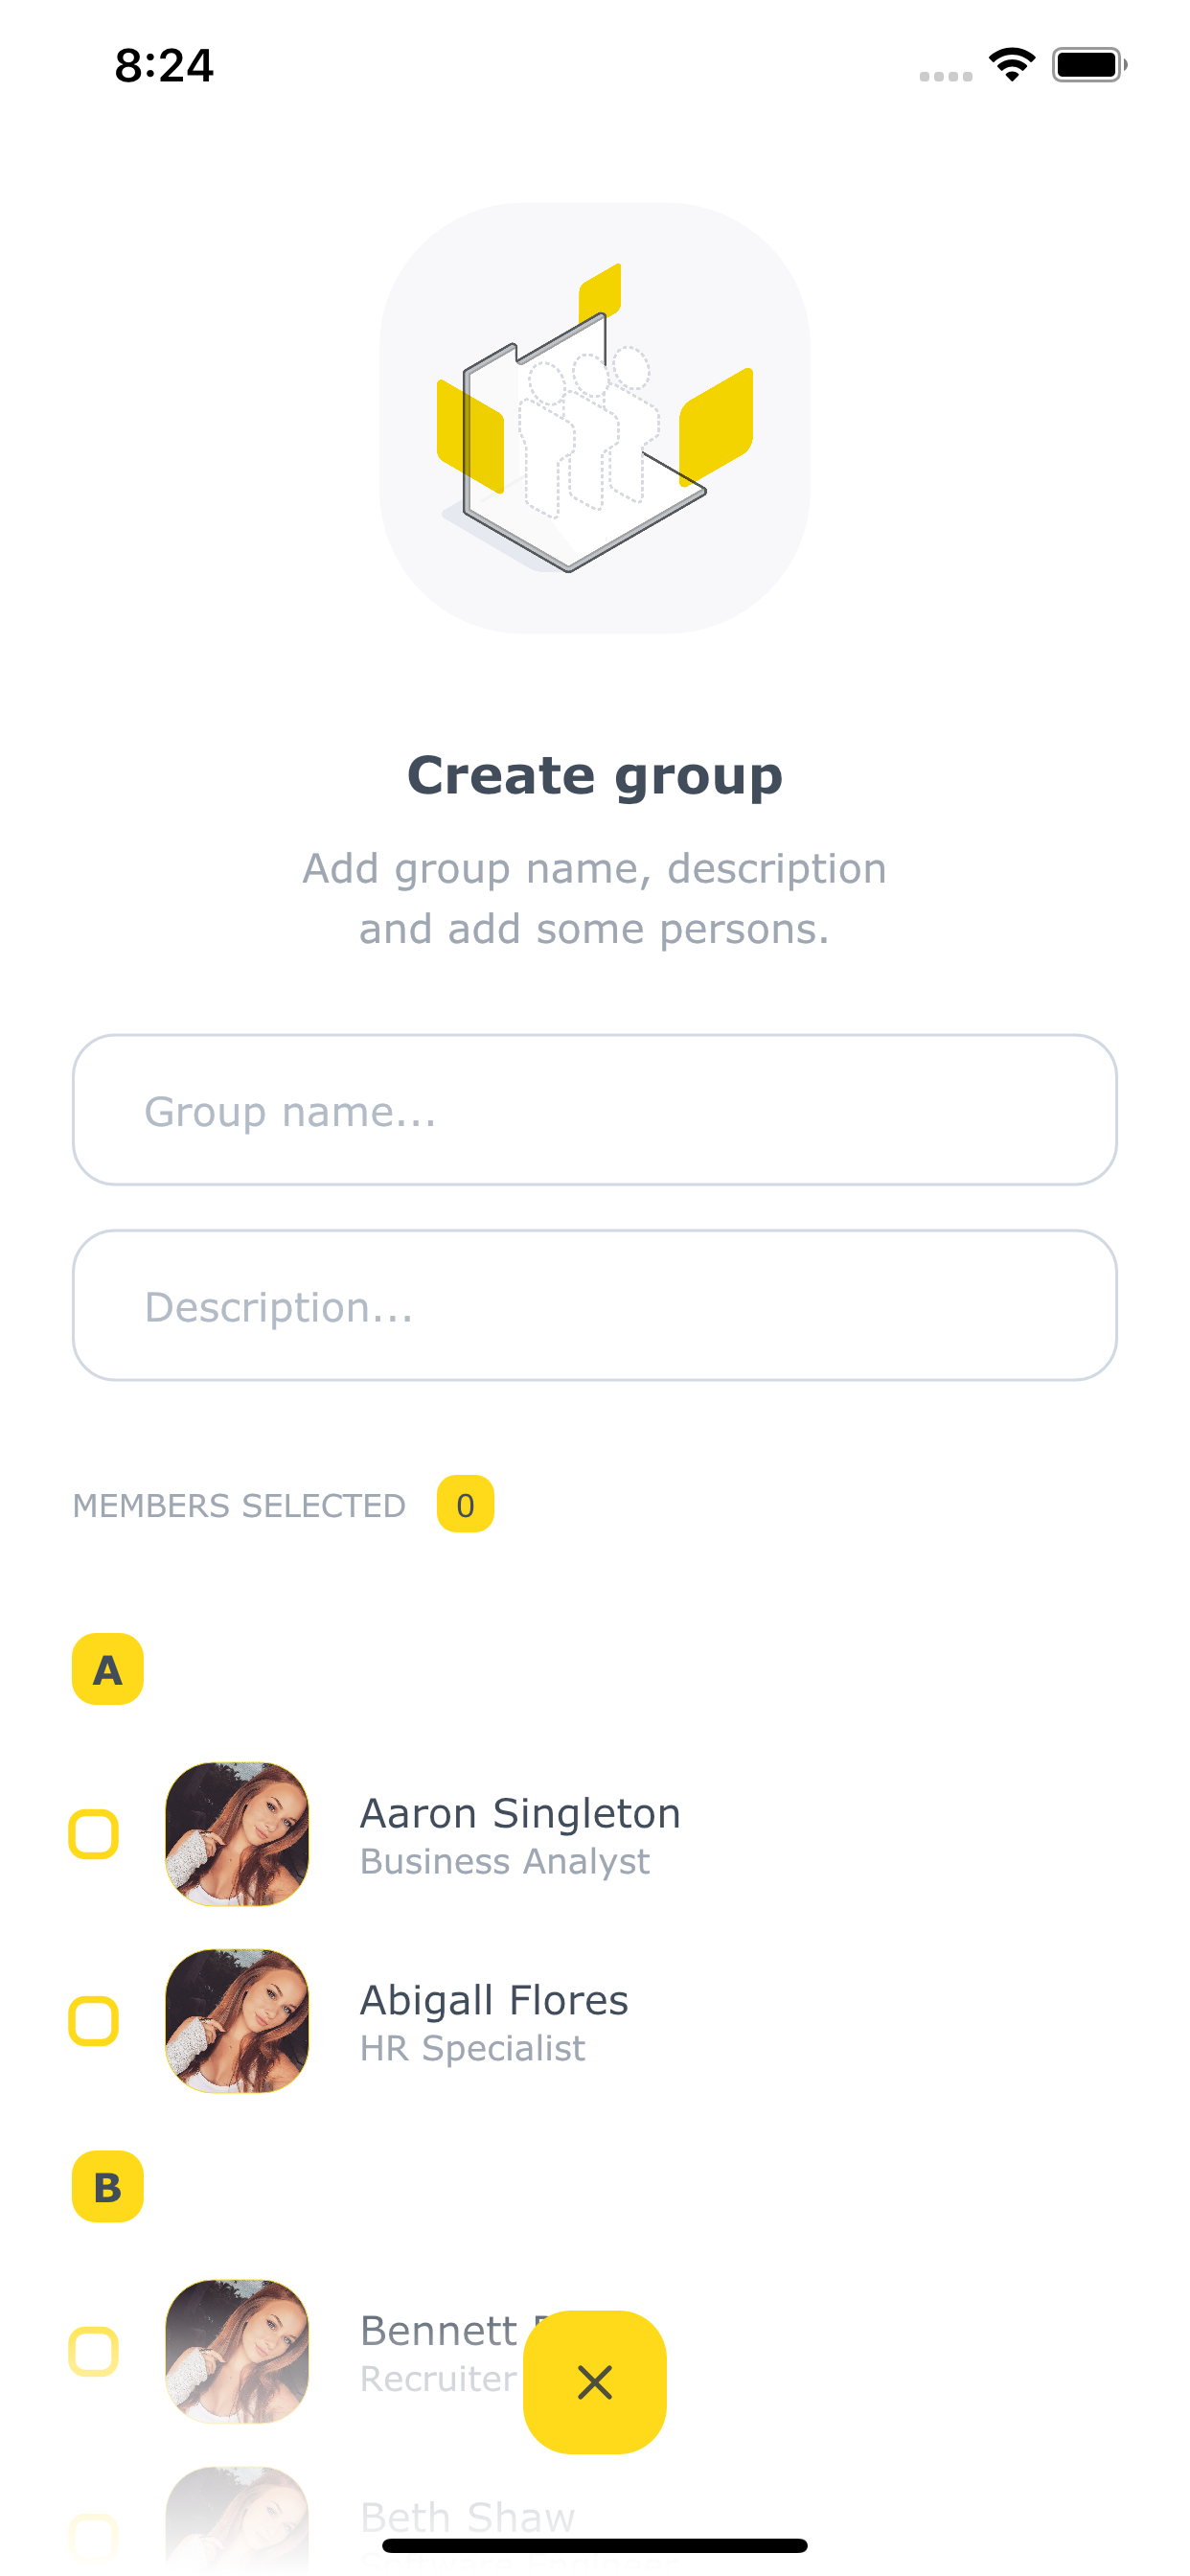 8:24
Create group
Add group name, description
and add some persons.
Group name...
Description...
MEMBERS SELECTED 0
A
Aaron Singleton
Business Analyst
Abigall Flores
HR Specialist
B
Bennett
Recruiter
Beth Shaw